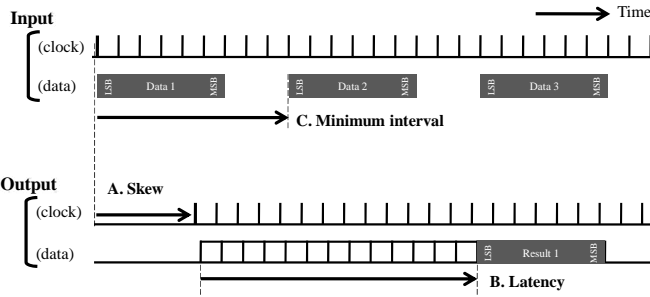 Time
Input
(clock)
(data)
LSB Data 1 MSB
LSB Data 2 MSB
LSB Data 3 MSB
C. Minimum interval
Output
A. Skew
(clock)
(data)
LSB Result 1 MSB
B. Latency